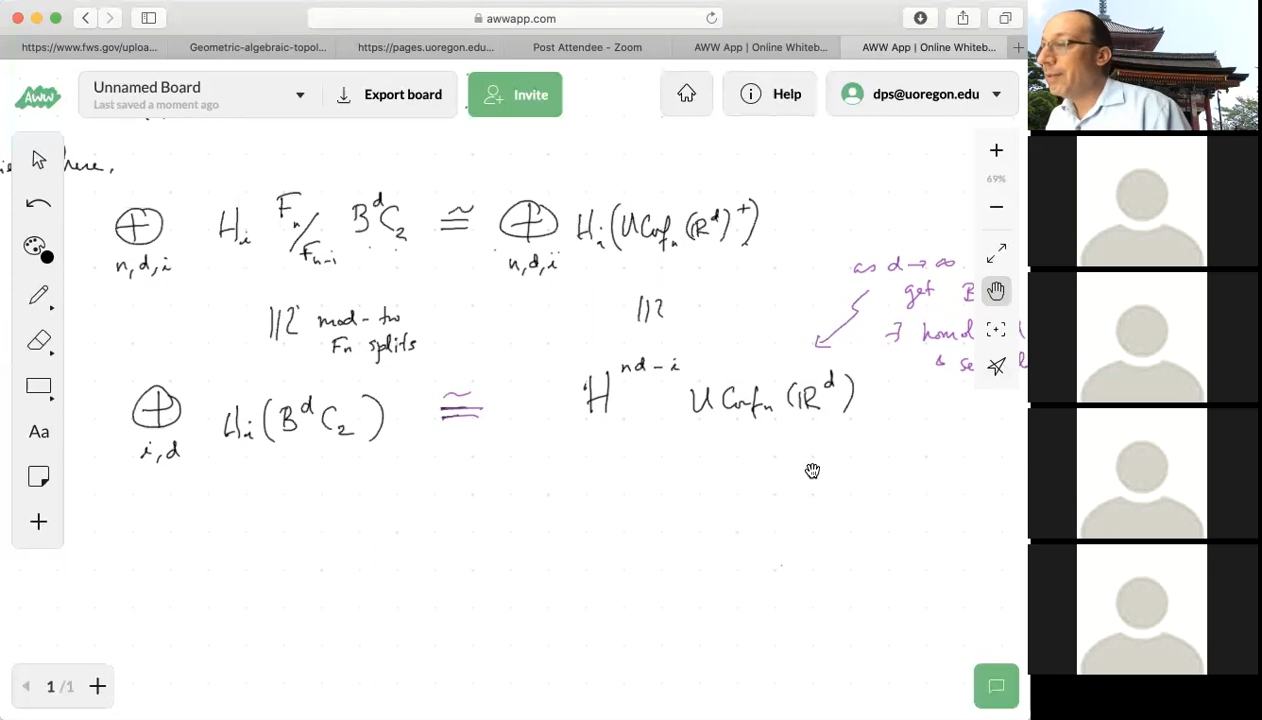 awwapp.com
https://www.fws.gov/uploa...
Geometric-algebraic-topol...
https://pages.uoregon.edu...
Post Attendee - Zoom
AWW App | Online Whiteb...
AWW App | Online Whiteb...
AWW
Unnamed Board
Last saved a moment ago
Export board
Invite
Help
dps@uoregon.edu
69%
here,
⊕ H_i F_n/F_{n-1} B^d C_2 ≅ ⊕ H_i(UConf_n(R^d)^+)
n,d,i n,d,i
as d → ∞
get B
∃ homol
& se
mod-two
F_n splits
⊕ H_i(B^d C_2) ≅ H^{nd-i} UConf_n(R^d)
i,d
Aa
1 /1